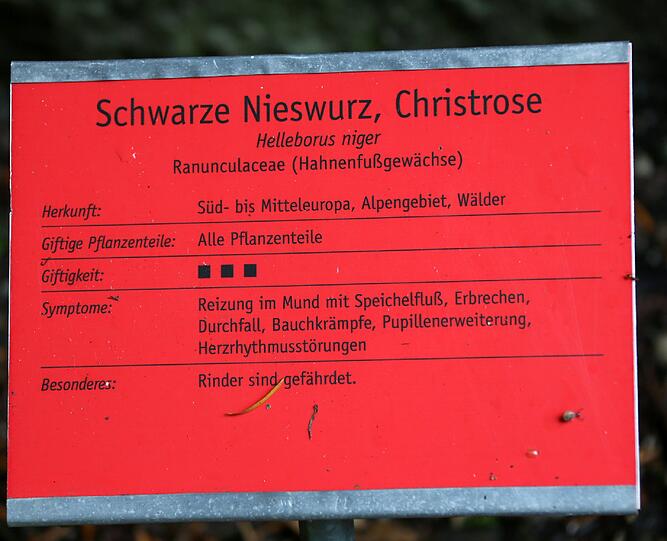 Schwarze Nieswurz, Christrose
Helleborus niger
Ranunculaceae (Hahnenfußgewächse)
Herkunft: Süd- bis Mitteleuropa, Alpengebiet, Wälder
Giftige Pflanzenteile: Alle Pflanzenteile
Giftigkeit: ■ ■ ■
Symptome: Reizung im Mund mit Speichelfluß, Erbrechen,
Durchfall, Bauchkrämpfe, Pupillenerweiterung,
Herzrhythmusstörungen
Besonderes: Rinder sind gefährdet.